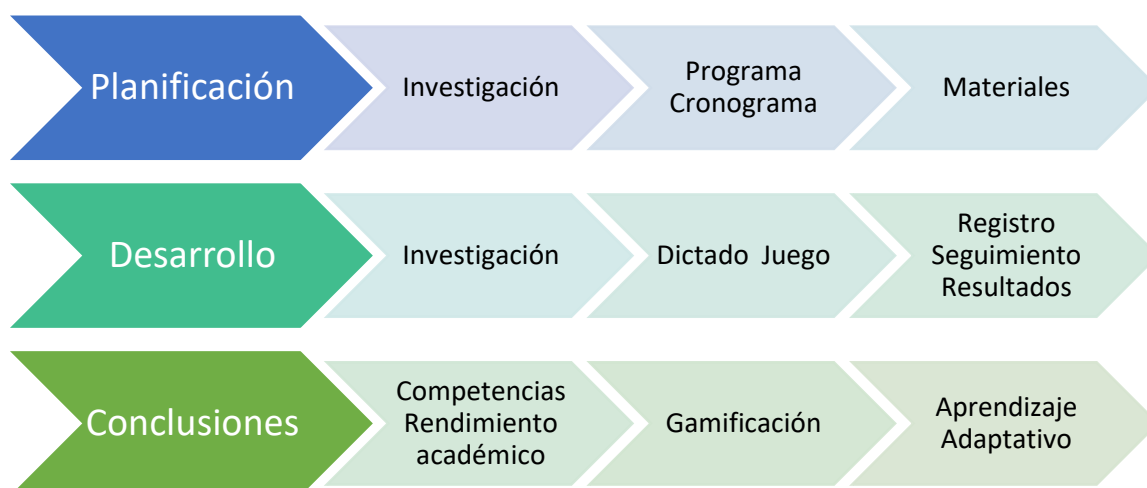 Planificación
Investigación
Programa
Cronograma
Materiales
Desarrollo
Investigación
Dictado Juego
Registro
Seguimiento
Resultados
Conclusiones
Competencias
Rendimiento
académico
Gamificación
Aprendizaje
Adaptativo